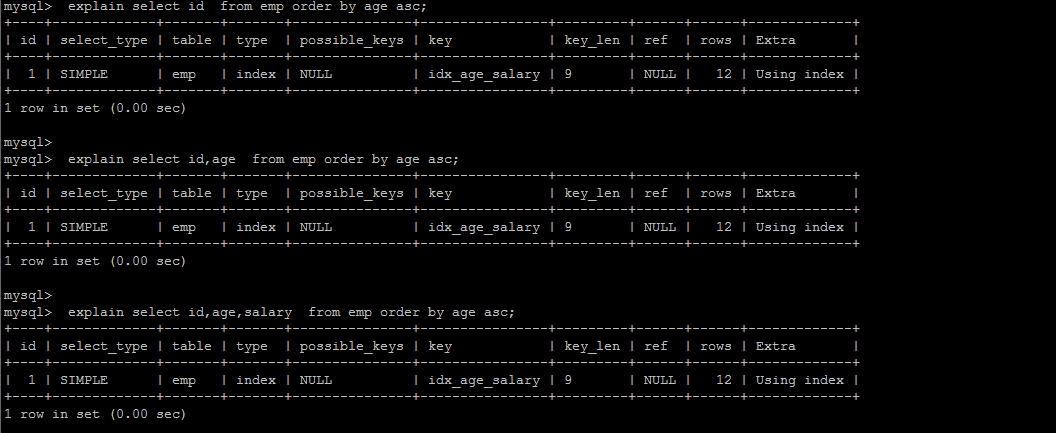 mysql>  explain select id  from emp order by age asc;
+----+-------------+-------+-------+---------------+----------------+---------+------+------+-------------+
| id | select_type | table | type | possible_keys | key | key_len | ref | rows | Extra |
+----+-------------+-------+-------+---------------+----------------+---------+------+------+-------------+
| 1 | SIMPLE | emp | index | NULL | idx_age_salary | 9 | NULL | 12 | Using index |
+----+-------------+-------+-------+---------------+----------------+---------+------+------+-------------+
1 row in set (0.00 sec)
mysql>
mysql>  explain select id,age  from emp order by age asc;
+----+-------------+-------+-------+---------------+----------------+---------+------+------+-------------+
| id | select_type | table | type | possible_keys | key | key_len | ref | rows | Extra |
+----+-------------+-------+-------+---------------+----------------+---------+------+------+-------------+
| 1 | SIMPLE | emp | index | NULL | idx_age_salary | 9 | NULL | 12 | Using index |
+----+-------------+-------+-------+---------------+----------------+---------+------+------+-------------+
1 row in set (0.00 sec)
mysql>
mysql>  explain select id,age,salary  from emp order by age asc;
+----+-------------+-------+-------+---------------+----------------+---------+------+------+-------------+
| id | select_type | table | type | possible_keys | key | key_len | ref | rows | Extra |
+----+-------------+-------+-------+---------------+----------------+---------+------+------+-------------+
| 1 | SIMPLE | emp | index | NULL | idx_age_salary | 9 | NULL | 12 | Using index |
+----+-------------+-------+-------+---------------+----------------+---------+------+------+-------------+
1 row in set (0.00 sec)